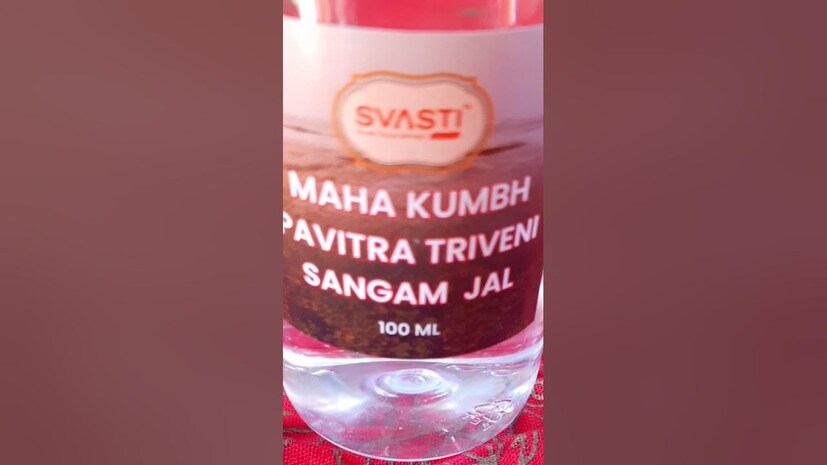 SVASTI
MAHA KUMBH
PAVITRA TRIVENI
SANGAM JAL
100 ML